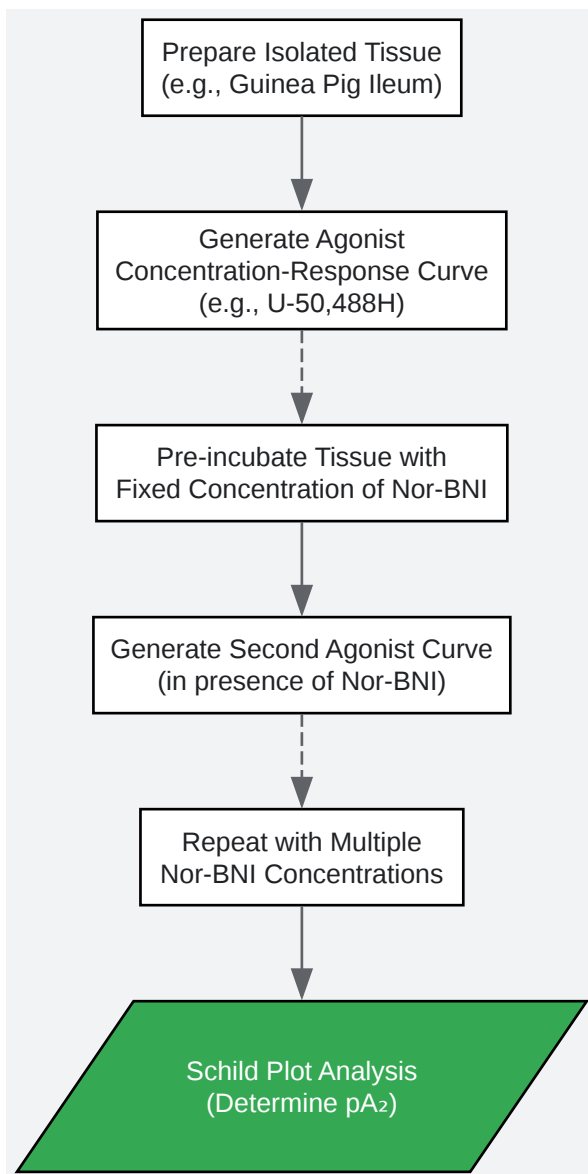 Prepare Isolated Tissue
(e.g., Guinea Pig Ileum)
Generate Agonist
Concentration-Response Curve
(e.g., U-50,488H)
Pre-incubate Tissue with
Fixed Concentration of Nor-BNI
Generate Second Agonist Curve
(in presence of Nor-BNI)
Repeat with Multiple
Nor-BNI Concentrations
Schild Plot Analysis
(Determine pA₂)